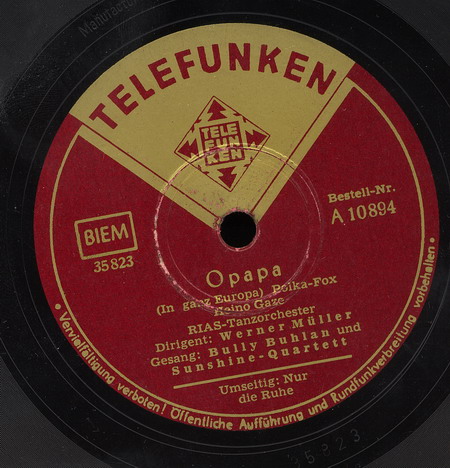 Manufactur
TELEFUNKEN
TELE
FUN
KEN
Bestell-Nr.
A 10894
BIEM
35823
Opapa
(In ganz Europa) Polka-Fox
Heino Gaze
RIAS-Tanzorchester
Dirigent: Werner Müller
Gesang: Bully Buhlan und
Sunshine-Quartett
Umseitig: Nur
die Ruhe
• Vervielfältigung verboten! Öffentliche Aufführung und Rundfunkverbreitung vorbehalten •
35823